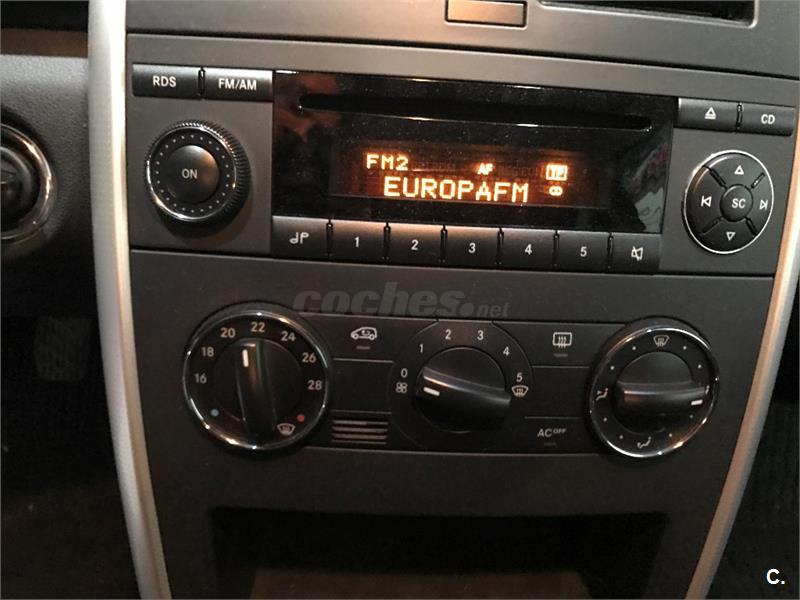 RDS FM/AM CD
ON
FM2 AF TP
EUROPAFM
SC
1 2 3 4 5
coches.net
16 18 20 22 24 26 28
0 1 2 3 4 5
AC OFF
C.